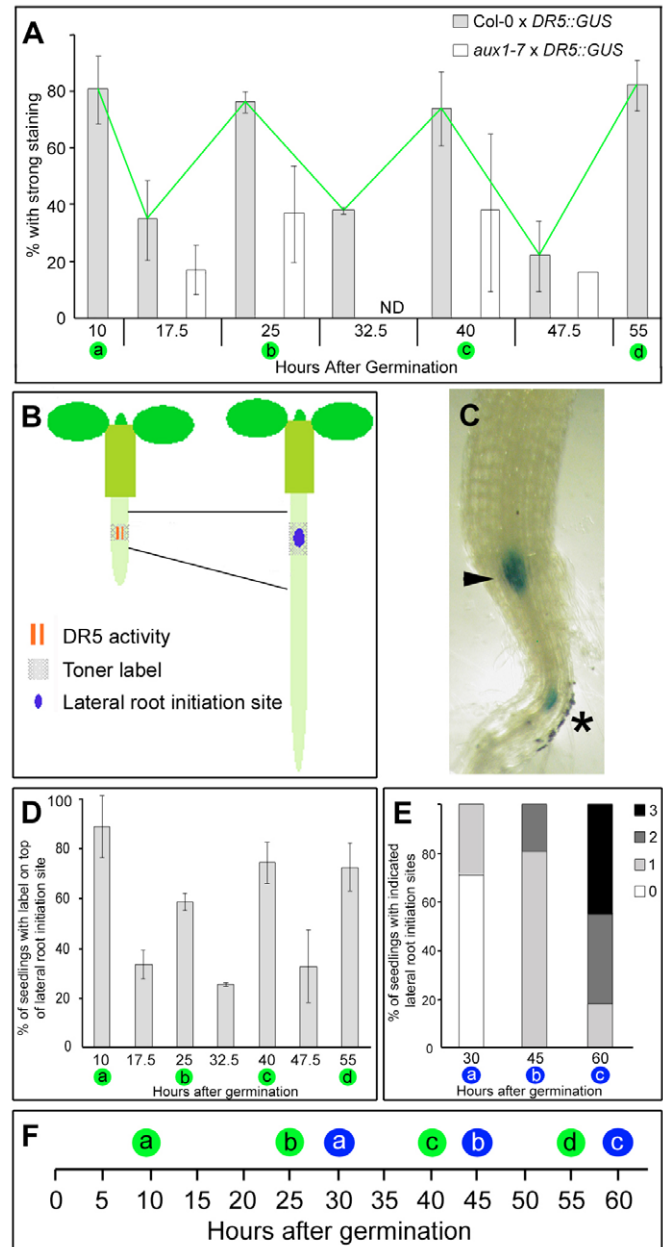 A
Col-0 x DR5::GUS
aux1-7 x DR5::GUS
% with strong staining
80
60
40
20
0
ND
10 17.5 25 32.5 40 47.5 55
a b c d
Hours After Germination
B
DR5 activity
Toner label
Lateral root initiation site
C
*
D
% of seedlings with label on top
of lateral root initiation site
100
80
60
40
20
0
10 17.5 25 32.5 40 47.5 55
a b c d
Hours after germination
E
% of seedlings with indicated
lateral root initiation sites
80
60
40
20
3
2
1
0
30 45 60
a b c
Hours after germination
F
a b a c b d c
0 5 10 15 20 25 30 35 40 45 50 55 60
Hours after germination